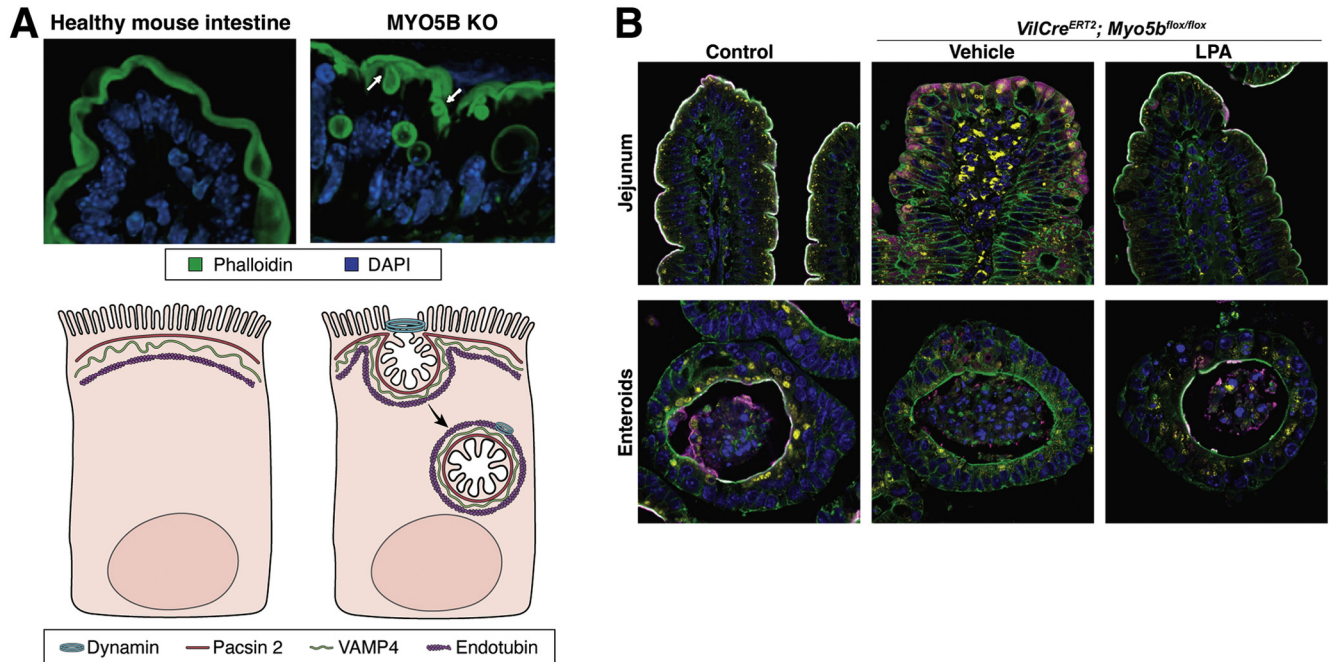 A
Healthy mouse intestine
MYO5B KO
Phalloidin
DAPI
Dynamin
Pacsin 2
VAMP4
Endotubin
B
VilCreERT2; Myo5bflox/flox
Control
Vehicle
LPA
Jejunum
Enteroids